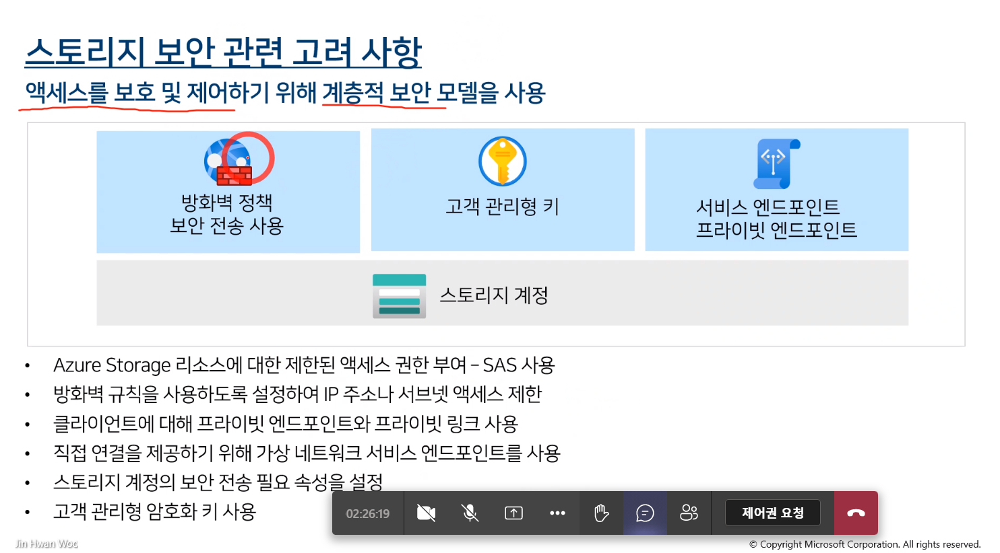 스토리지 보안 관련 고려 사항
액세스를 보호 및 제어하기 위해 계층적 보안 모델을 사용
방화벽 정책
보안 전송 사용
고객 관리형 키
서비스 엔드포인트
프라이빗 엔드포인트
스토리지 계정
• Azure Storage 리소스에 대한 제한된 액세스 권한 부여 – SAS 사용
• 방화벽 규칙을 사용하도록 설정하여 IP 주소나 서브넷 액세스 제한
• 클라이언트에 대해 프라이빗 엔드포인트와 프라이빗 링크 사용
• 직접 연결을 제공하기 위해 가상 네트워크 서비스 엔드포인트를 사용
• 스토리지 계정의 보안 전송 필요 속성을 설정
• 고객 관리형 암호화 키 사용
02:26:19
제어권 요청
Jin Hwan Woo
© Copyright Microsoft Corporation. All rights reserved.